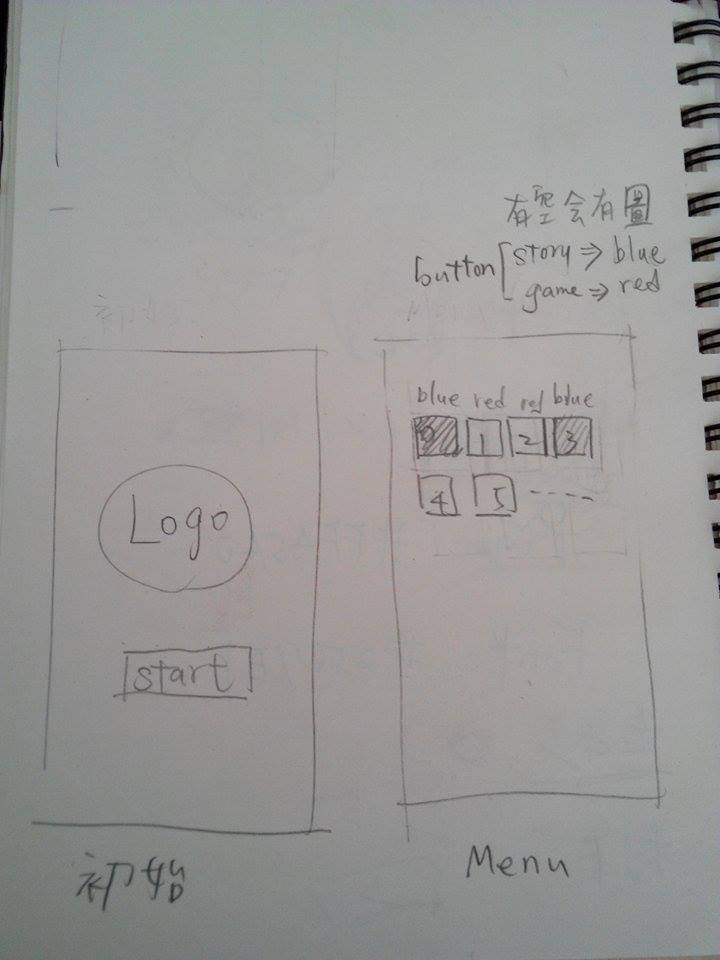 有空会有圖
button [ story ⇒ blue
game ⇒ red
blue red red blue
0 1 2 3
4 5 ----
Logo
start
初始
Menu